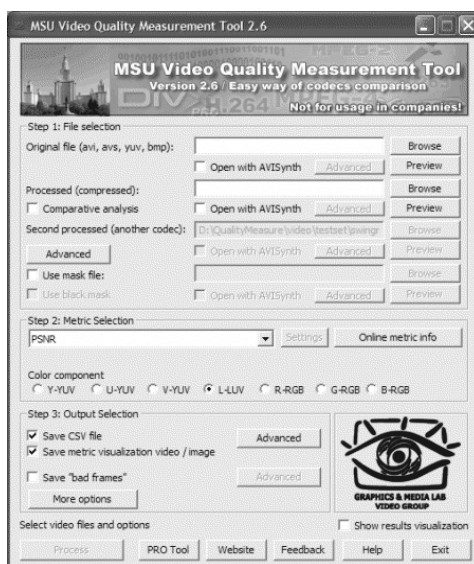 MSU Video Quality Measurement Tool 2.6
MSU Video Quality Measurement Tool
Version 2.6 / Easy way of codecs comparison
Not for usage in companies!
Step 1: File selection
Original file (avi, avs, yuv, bmp): Browse
Open with AVISynth Advanced Preview
Processed (compressed): Browse
Comparative analysis Open with AVISynth Advanced Preview
Second processed (another codec): D:\QualityMeasure\video\testset\swingr Browse
Advanced Open with AVISynth Advanced Preview
Use mask file: Browse
Use black mask Open with AVISynth Advanced Preview
Step 2: Metric Selection
PSNR Settings Online metric info
Color component
Y-YUV U-YUV V-YUV L-LUV R-RGB G-RGB B-RGB
Step 3: Output Selection
Save CSV file Advanced
Save metric visualization video / image
Save "bad frames" Advanced
More options
GRAPHICS & MEDIA LAB
VIDEO GROUP
Select video files and options Show results visualization
Process PRO Tool Website Feedback Help Exit